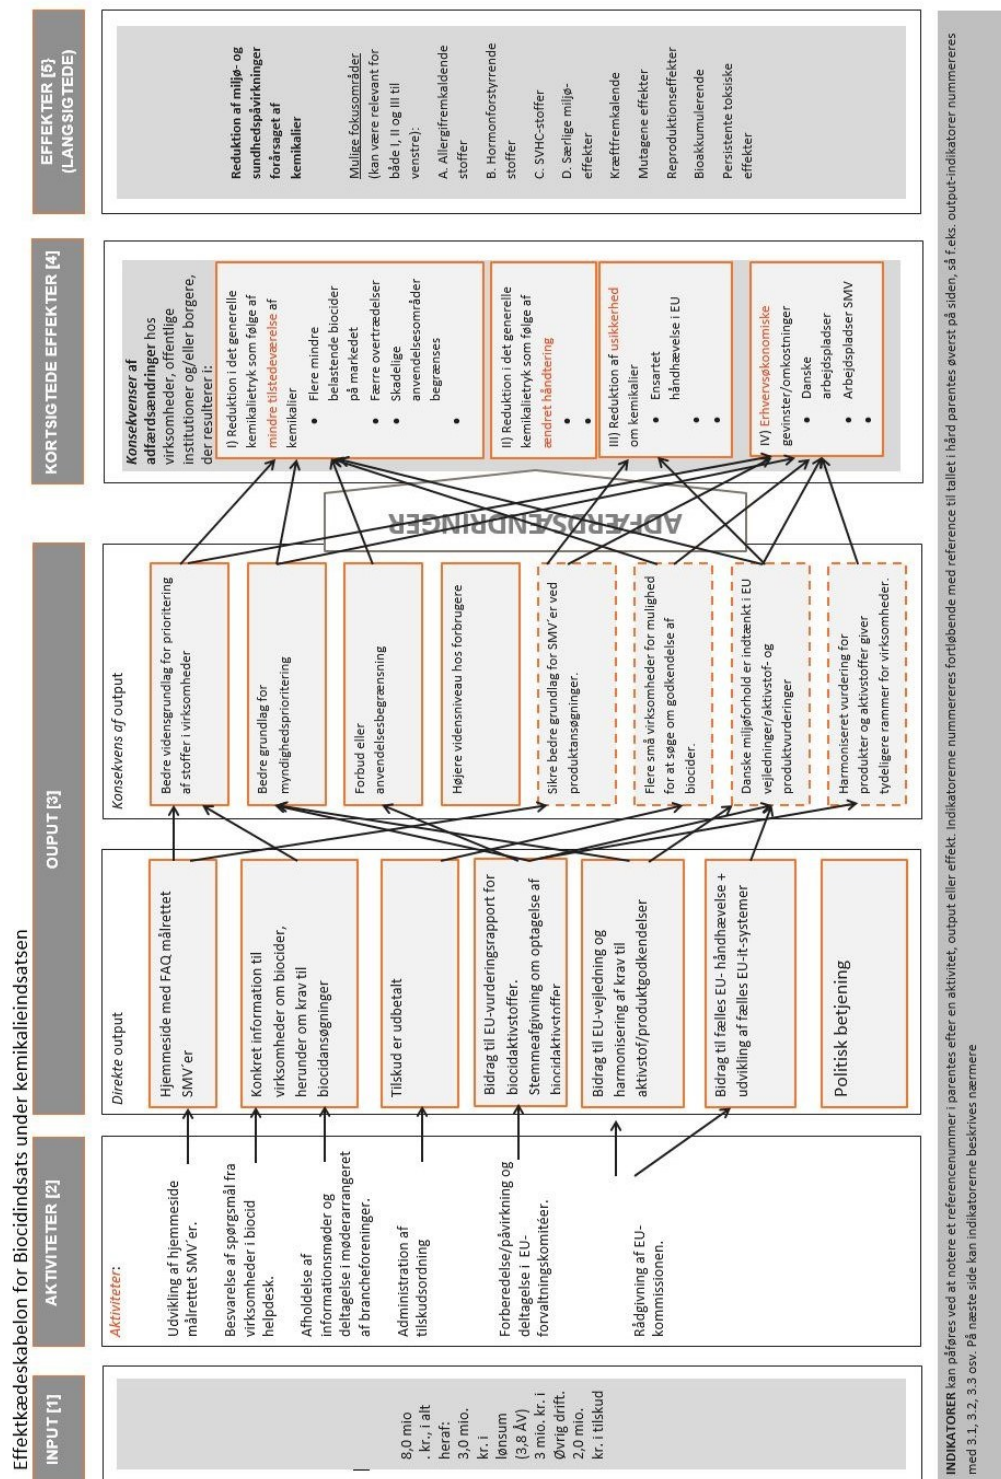 Effektkædeskabelon for Biocidindsats under kemikalieindsatsen
INPUT [1]
AKTIVITETER [2]
OUPUT [3]
KORTSIGTEDE EFFEKTER [4]
EFFEKTER [5}
(LANGSIGTEDE)
8,0 mio
. kr., i alt
heraf:
3,0 mio.
kr. i
lønsum
(3,8 ÅV)
3 mio. kr. i
Øvrig drift.
2,0 mio.
kr. i tilskud
Aktiviteter:
Udvikling af hjemmeside
målrettet SMV´er.
Besvarelse af spørgsmål fra
virksomheder i biocid
helpdesk.
Afholdelse af
informationsmøder og
deltagelse i møderarrangeret
af brancheforeninger.
Administration af
tilskudsordning
Forberedelse/påvirkning og
deltagelse i EU-
forvaltningskomitéer.
Rådgivning af EU-
kommissionen.
Direkte output
Hjemmeside med FAQ målrettet
SMV´er
Konkret information til
virksomheder om biocider,
herunder om krav til
biocidansøgninger
Tilskud er udbetalt
Bidrag til EU-vurderingsrapport for
biocidaktivstoffer.
Stemmeafgivning om optagelse af
biocidaktivstoffer
Bidrag til EU-vejledning og
harmonisering af krav til
aktivstof/produktgodkendelser
Bidrag til fælles EU- håndhævelse +
udvikling af fælles EU-it-systemer
Politisk betjening
Konsekvens af output
Bedre vidensgrundlag for prioritering
af stoffer i virksomheder
Bedre grundlag for
myndighedsprioritering
Forbud eller
anvendelsesbegrænsning
Højere vidensniveau hos forbrugere
Sikre bedre grundlag for SMV´er ved
produktansøgninger.
Flere små virksomheder for mulighed
for at søge om godkendelse af
biocider.
Danske miljøforhold er indtænkt i EU
vejledninger/aktivstof- og
produktvurderinger
Harmoniseret vurdering for
produkter og aktivstoffer giver
tydeligere rammer for virksomheder.
ADFÆRDSÆNDRINGER
Konsekvenser af
adfærdsændringer hos
virksomheder, offentlige
institutioner og/eller borgere,
der resulterer i:
I) Reduktion i det generelle
kemikalietryk som følge af
mindre tilstedeværelse af
kemikalier
• Flere mindre
belastende biocider
på markedet
• Færre overtrædelser
• Skadelige
anvendelsesområder
begrænses
•
II) Reduktion i det generelle
kemikalietryk som følge af
ændret håndtering
•
•
III) Reduktion af usikkerhed
om kemikalier
• Ensartet
håndhævelse i EU
•
IV) Erhvervsøkonomiske
gevinster/omkostninger
• Danske
arbejdspladser
• Arbejdspladser SMV
•
•
Reduktion af miljø- og
sundhedspåvirkninger
forårsaget af
kemikalier
Mulige fokusområder
(kan være relevant for
både I, II og III til
venstre):
A. Allergifremkaldende
stoffer
B. Hormonforstyrrende
stoffer
C. SVHC-stoffer
D. Særlige miljø-
effekter
Kræftfremkalende
Mutagene effekter
Reproduktionseffekter
Bioakkumulerende
Persistente toksiske
effekter
INDIKATORER kan påføres ved at notere et referencenummer i parentes efter en aktivitet, output eller effekt. Indikatorerne nummereres fortløbende med reference til tallet i hård parentes øverst på siden, så f.eks. output-indikatorer nummereres
med 3.1, 3.2, 3.3 osv. På næste side kan indikatorerne beskrives nærmere